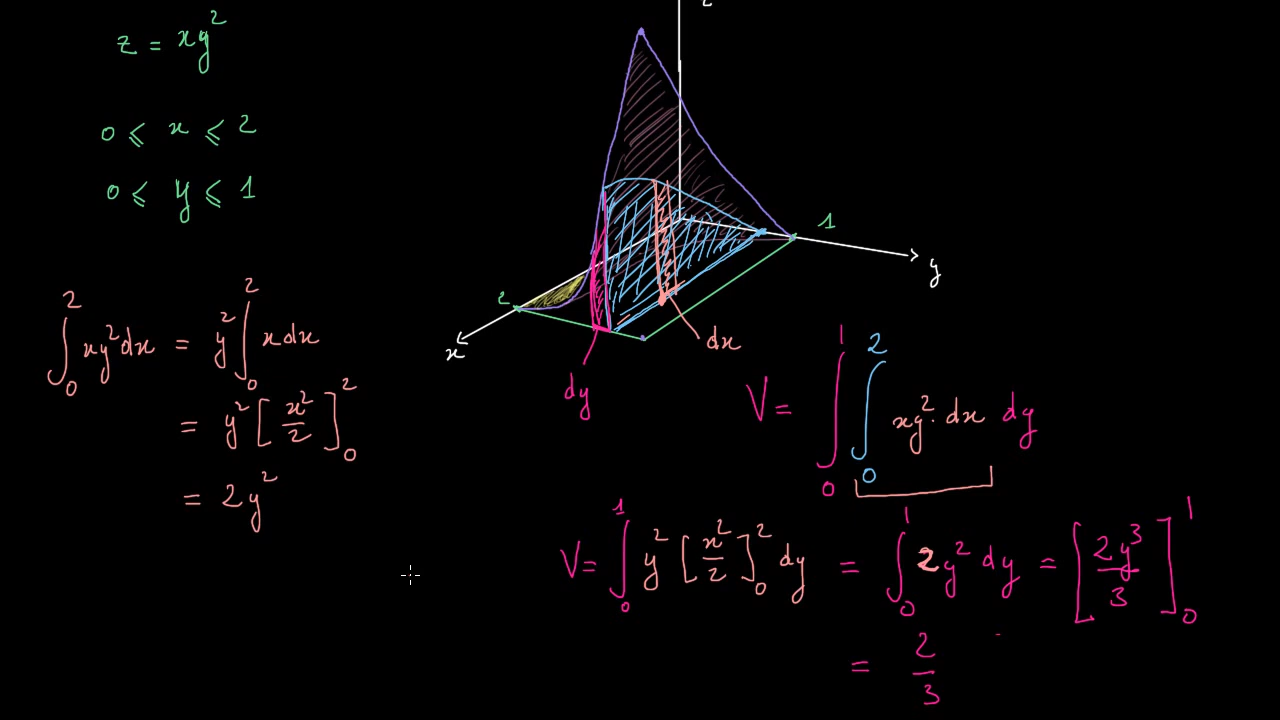 z = xy²
0 ≤ x ≤ 2
0 ≤ y ≤ 1
∫₀² xy² dx = y² ∫₀² x dx
= y² [x²/2]₀²
= 2y²
1
y
2
x
dx
dy
V = ∫₀¹ ∫₀² xy² · dx dy
V = ∫₀¹ y² [x²/2]₀² dy = ∫₀¹ 2y² dy = [2y³/3]₀¹
= 2/3